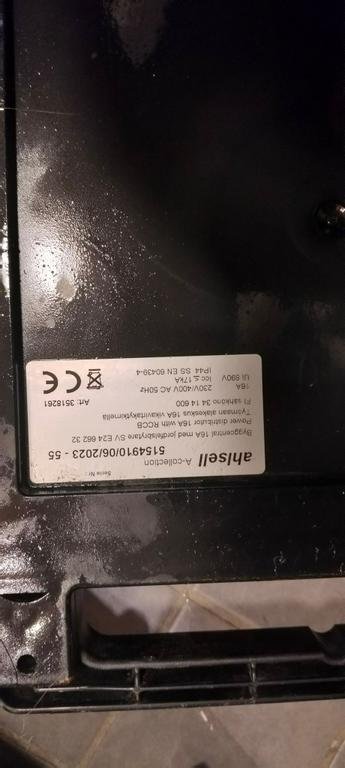 ahlsell A-collection Serie Nr:
5154910/06/2023 - 55
Byggcentral 16A med jordfelsbrytare SV E24 662 32
Power distributor 16A with RCCB
Työmaan alakeskus 16A vikavirtakytkimellä
FI sähköno 34 14 600
16A 230V/400V AC 50Hz
Ui 690V Icc ≤ 17kA
IP44 SS EN 60439-4
CE
Art: 3518261